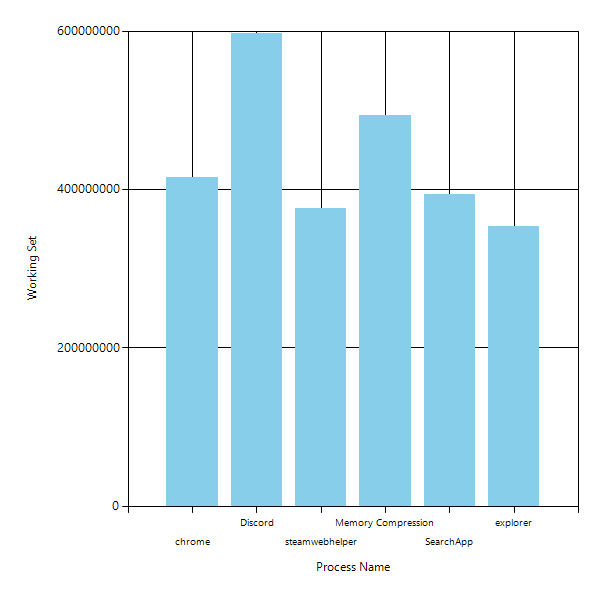 600000000
400000000
Working Set
200000000
0
Discord Memory Compression explorer
chrome steamwebhelper SearchApp
Process Name